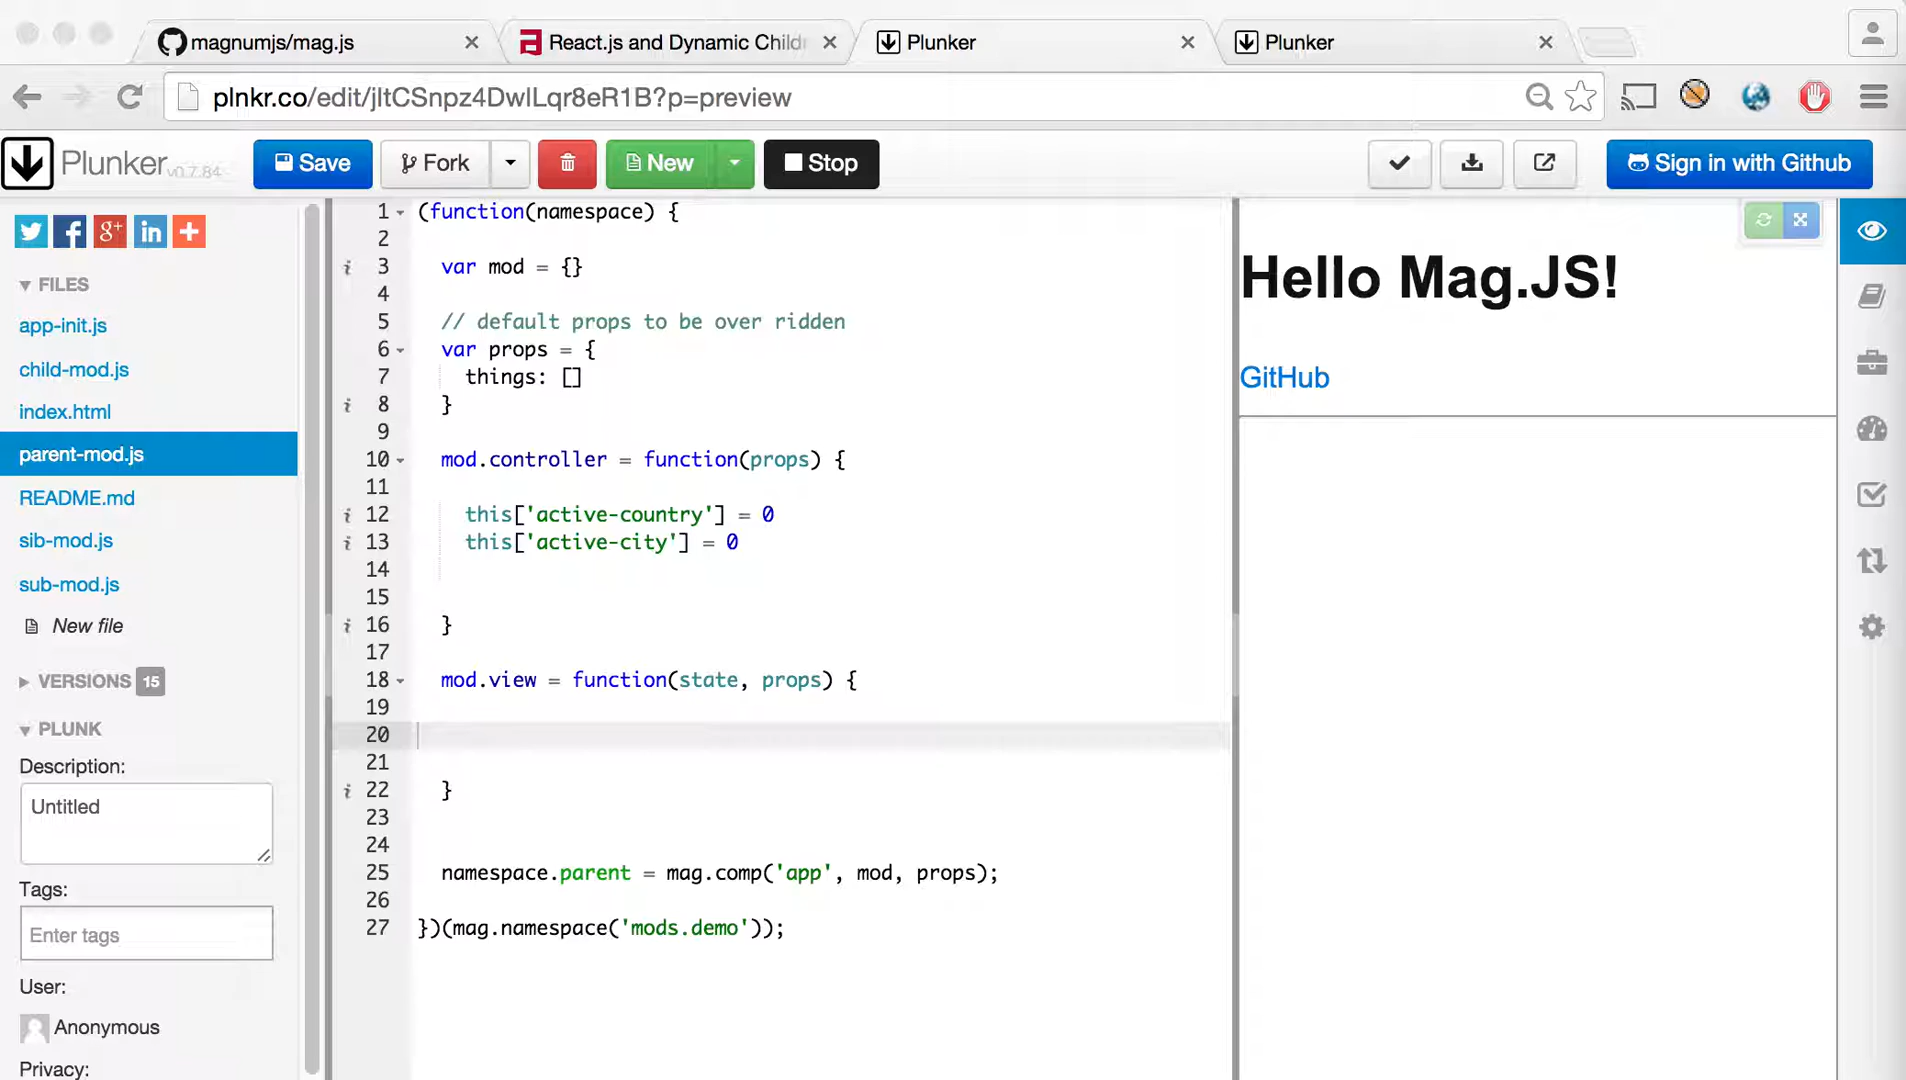 magnumjs/mag.js
React.js and Dynamic Child
Plunker
Plunker
plnkr.co/edit/jItCSnpz4DwlLqr8eR1B?p=preview
Plunker v0.7.84
Save
Fork
New
Stop
Sign in with Github
FILES
app-init.js
child-mod.js
index.html
parent-mod.js
README.md
sib-mod.js
sub-mod.js
New file
VERSIONS 15
PLUNK
Description:
Untitled
Tags:
Enter tags
User:
Anonymous
Privacy:
1 (function(namespace) {
2
3 var mod = {}
4
5 // default props to be over ridden
6 var props = {
7 things: []
8 }
9
10 mod.controller = function(props) {
11
12 this['active-country'] = 0
13 this['active-city'] = 0
14
15
16 }
17
18 mod.view = function(state, props) {
19
20
21
22 }
23
24
25 namespace.parent = mag.comp('app', mod, props);
26
27 })(mag.namespace('mods.demo'));
Hello Mag.JS!
GitHub